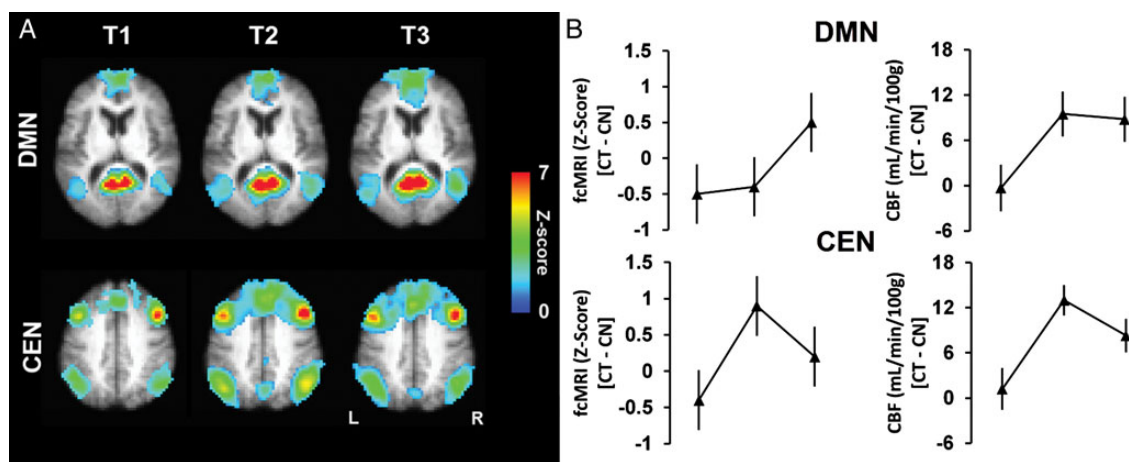 A
T1
T2
T3
DMN
CEN
7
Z-score
0
L
R
B
DMN
fcMRI (Z-Score)
[CT - CN]
1.5
1
0.5
0
-0.5
-1
CBF (mL/min/100g)
[CT - CN]
18
12
6
0
-6
CEN
fcMRI (Z-Score)
[CT - CN]
1.5
1
0.5
0
-0.5
-1
CBF (mL/min/100g)
[CT - CN]
18
12
6
0
-6